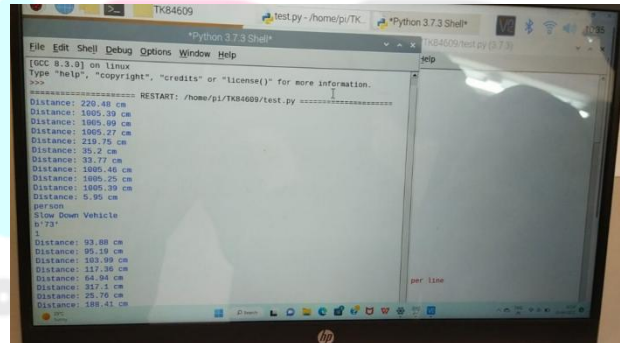 TK84609
test.py - /home/pi/TK...
*Python 3.7.3 Shell*
10:35
*Python 3.7.3 Shell*
TK84609/test.py (3.7.3)
File Edit Shell Debug Options Window Help
Help
[GCC 8.3.0] on linux
Type "help", "copyright", "credits" or "license()" for more information.
>>>
==================== RESTART: /home/pi/TK84609/test.py ====================
Distance: 220.48 cm
Distance: 1005.39 cm
Distance: 1005.09 cm
Distance: 1005.27 cm
Distance: 219.75 cm
Distance: 35.2 cm
Distance: 33.77 cm
Distance: 1005.46 cm
Distance: 1005.25 cm
Distance: 1005.39 cm
Distance: 5.95 cm
person
Slow Down Vehicle
b'73'
1
Distance: 93.88 cm
Distance: 95.19 cm
Distance: 103.99 cm
Distance: 117.36 cm
Distance: 64.94 cm
Distance: 317.1 cm
Distance: 25.76 cm
Distance: 189.41 cm
per line
Search
hp